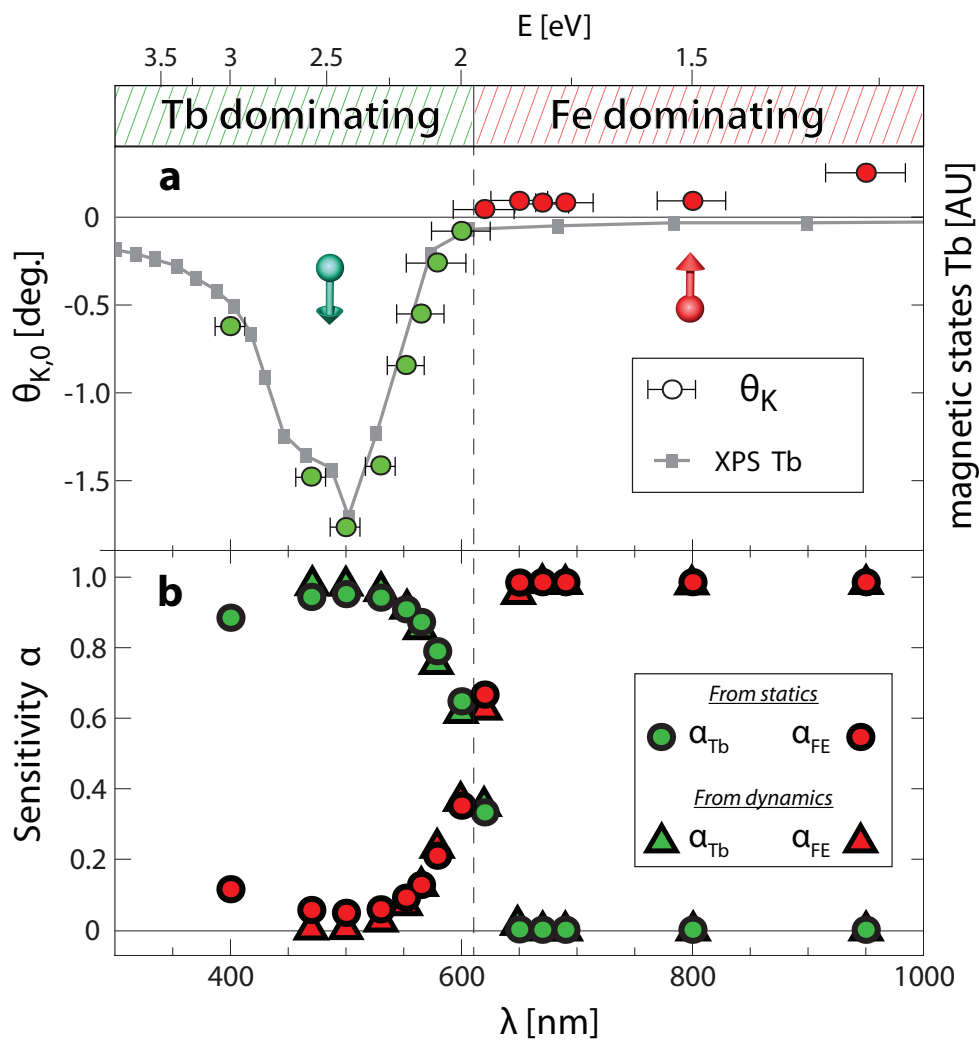 E [eV]
3.5 3 2.5 2 1.5
Tb dominating Fe dominating
a
0
-0.5
-1.0
-1.5
θK,0 [deg.]
magnetic states Tb [AU]
θK
XPS Tb
b
1.0
0.8
0.6
0.4
0.2
0
Sensitivity α
From statics
αTb αFE
From dynamics
αTb αFE
400 600 800 1000
λ [nm]